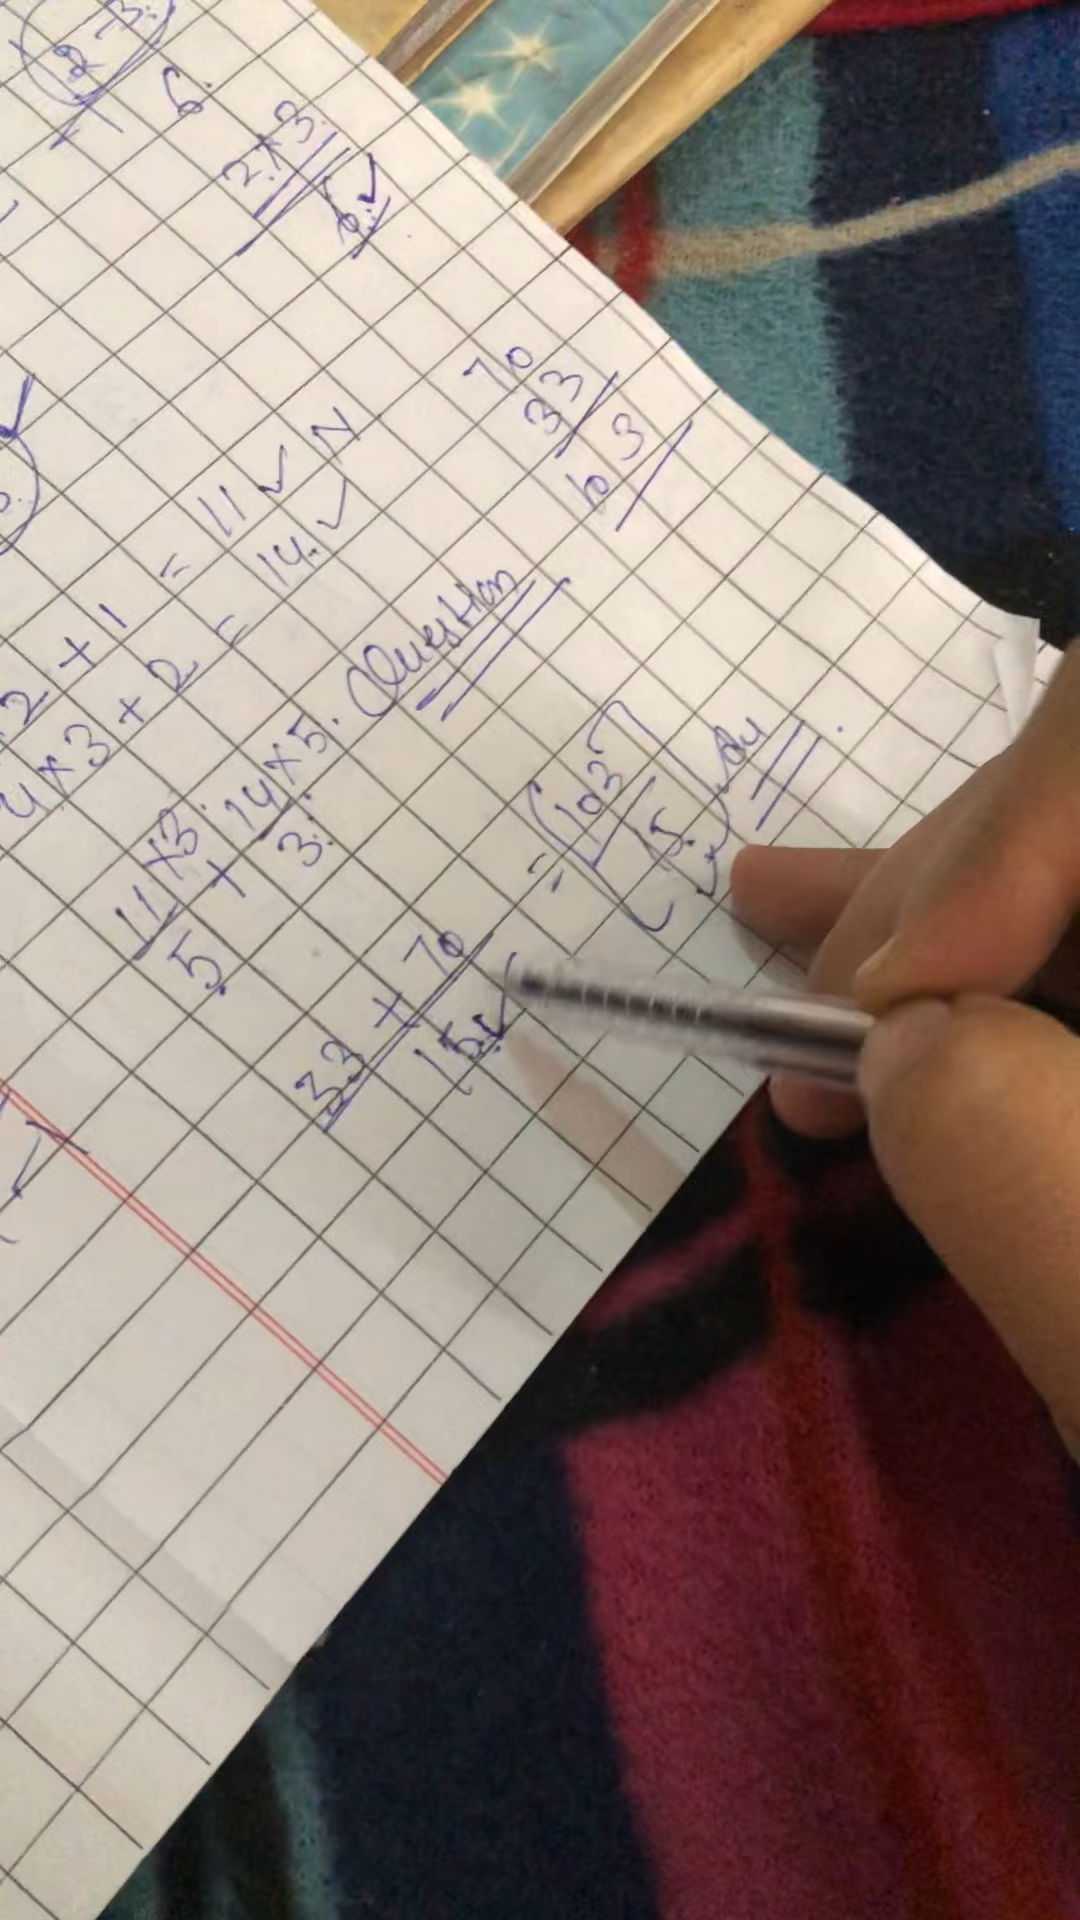 2 3.
6.
2 × 3.
6.
2 + 1 = 11 N
4 × 3 + 2 = 14.
11 × 3 + 14 × 5. Question
5. 3.
33 + 70 = 103
15. 15.
70
33
103